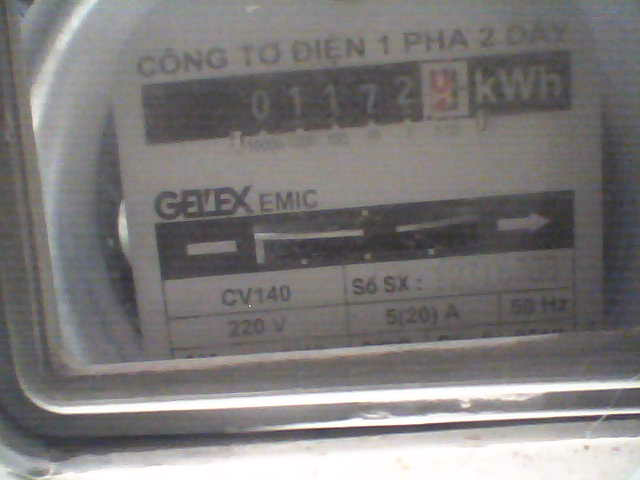 CÔNG TƠ ĐIỆN 1 PHA 2 DÂY
01172 kWh
GELEX EMIC
CV140 Số SX :
220 V 5(20) A 50 Hz